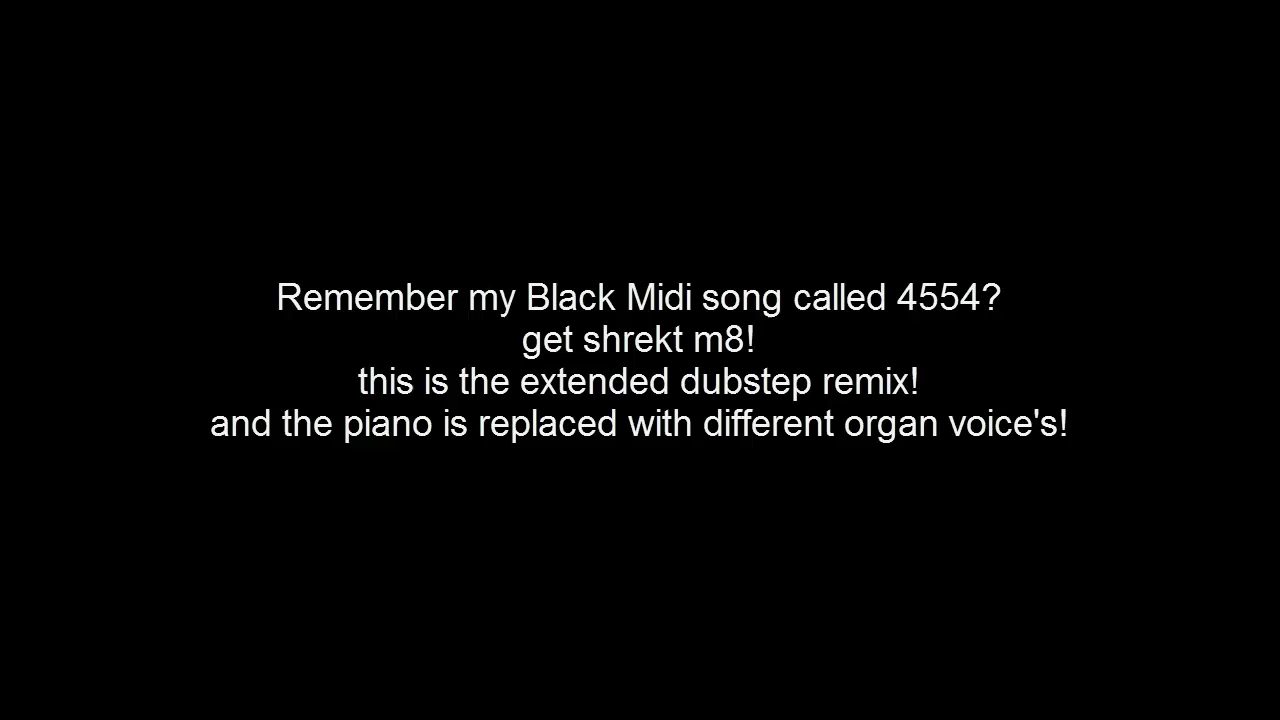 Remember my Black Midi song called 4554?
get shrekt m8!
this is the extended dubstep remix!
and the piano is replaced with different organ voice's!